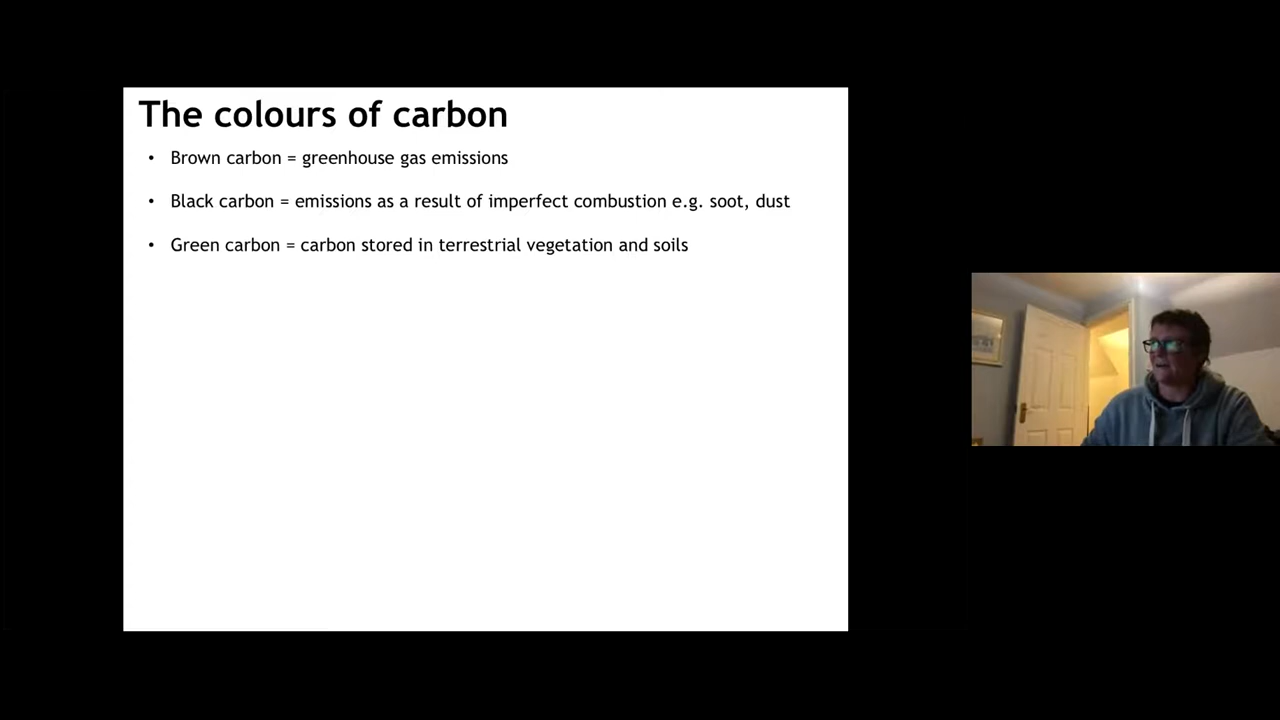 The colours of carbon
• Brown carbon = greenhouse gas emissions
• Black carbon = emissions as a result of imperfect combustion e.g. soot, dust
• Green carbon = carbon stored in terrestrial vegetation and soils